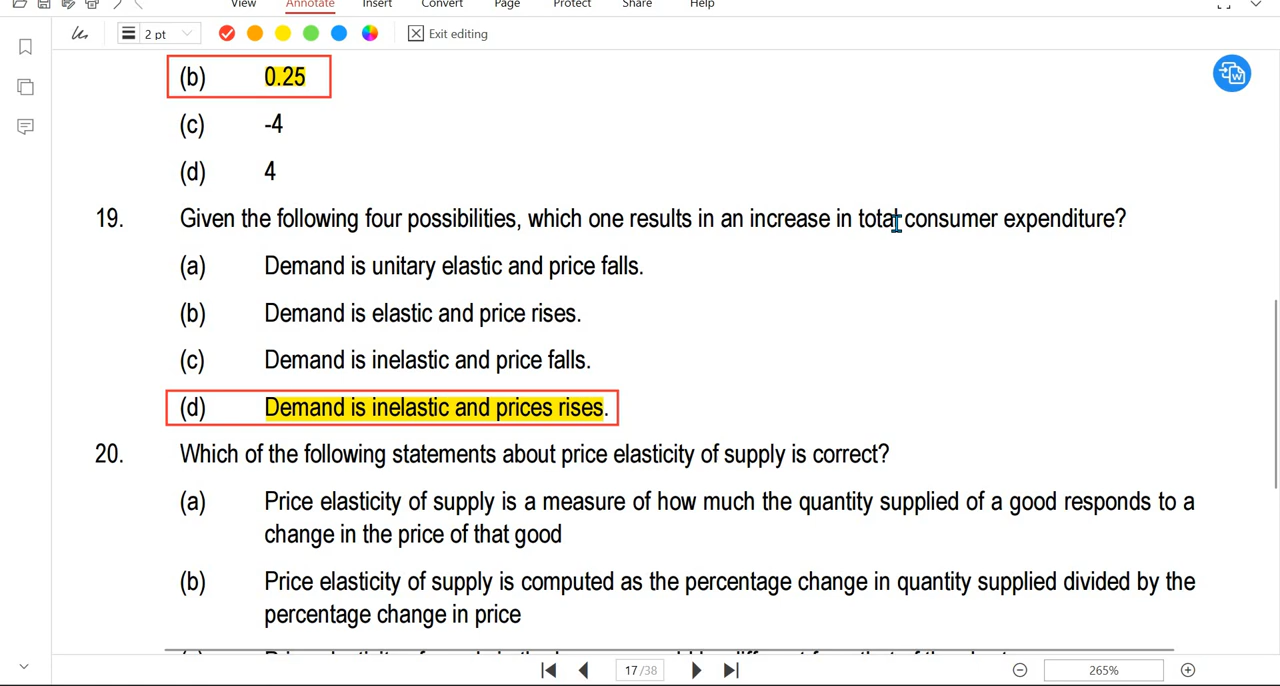 View Annotate Insert Convert Page Protect Share Help
2 pt Exit editing
(b) 0.25
(c) -4
(d) 4
19. Given the following four possibilities, which one results in an increase in total consumer expenditure?
(a) Demand is unitary elastic and price falls.
(b) Demand is elastic and price rises.
(c) Demand is inelastic and price falls.
(d) Demand is inelastic and prices rises.
20. Which of the following statements about price elasticity of supply is correct?
(a) Price elasticity of supply is a measure of how much the quantity supplied of a good responds to a
change in the price of that good
(b) Price elasticity of supply is computed as the percentage change in quantity supplied divided by the
percentage change in price
17/38 265%